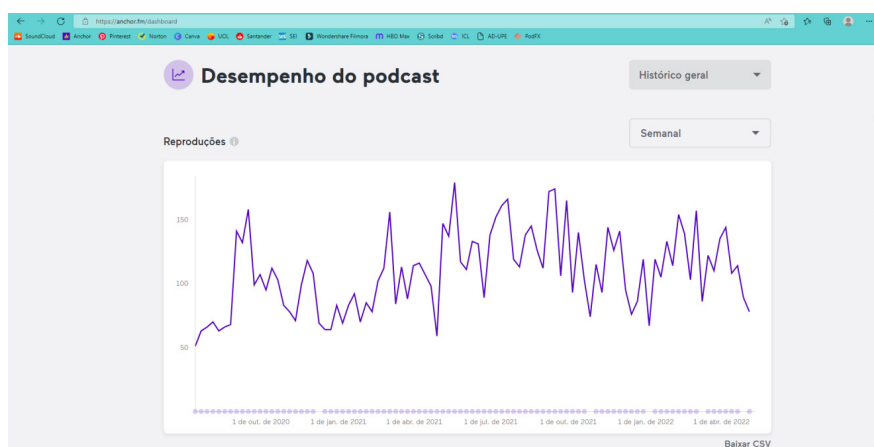 https://anchor.fm/dashboard
SoundCloud Anchor Pinterest Norton Canva UOL Santander SEI Wondershare Filmora HBO Max Scribd ICL AD-UFE PodFX
Desempenho do podcast
Histórico geral
Reproduções
Semanal
150
100
50
1 de out. de 2020 1 de jan. de 2021 1 de abr. de 2021 1 de jul. de 2021 1 de out. de 2021 1 de jan. de 2022 1 de abr. de 2022
Baixar CSV